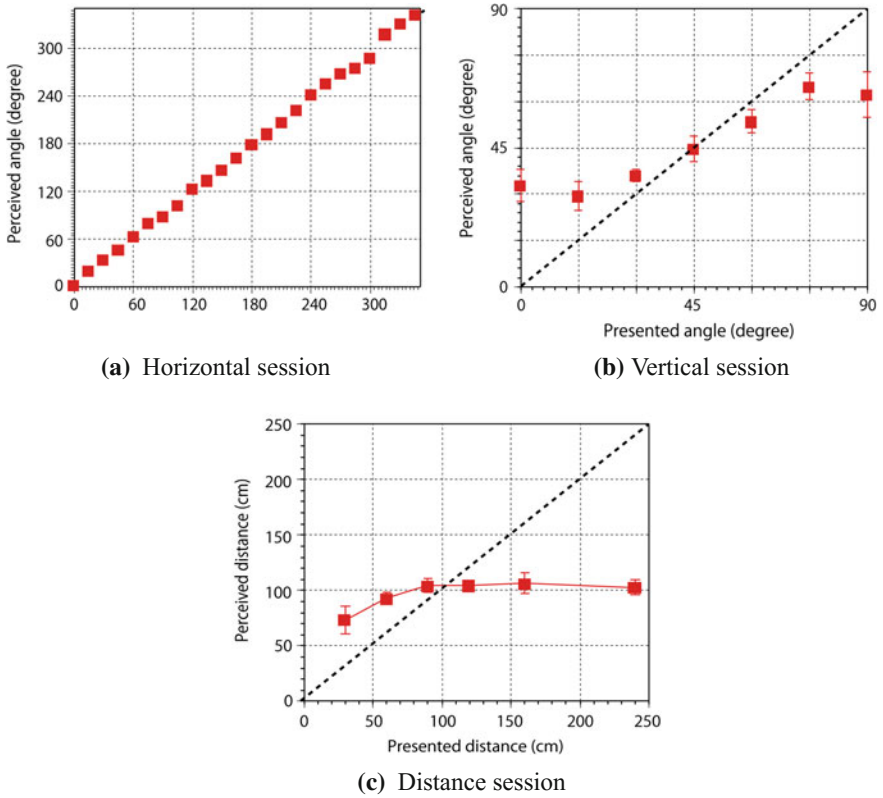 Perceived angle (degree)
300
240
180
120
60
0
0 60 120 180 240 300
(a) Horizontal session
Perceived angle (degree)
90
45
0
0 45 90
Presented angle (degree)
(b) Vertical session
Perceived distance (cm)
250
200
150
100
50
0
0 50 100 150 200 250
Presented distance (cm)
(c) Distance session